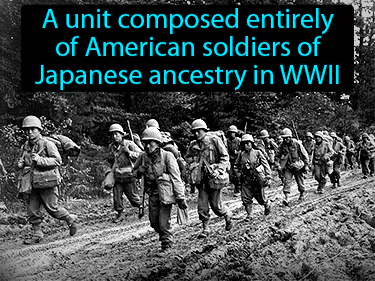 A unit composed entirely
of American soldiers of
Japanese ancestry in WWII